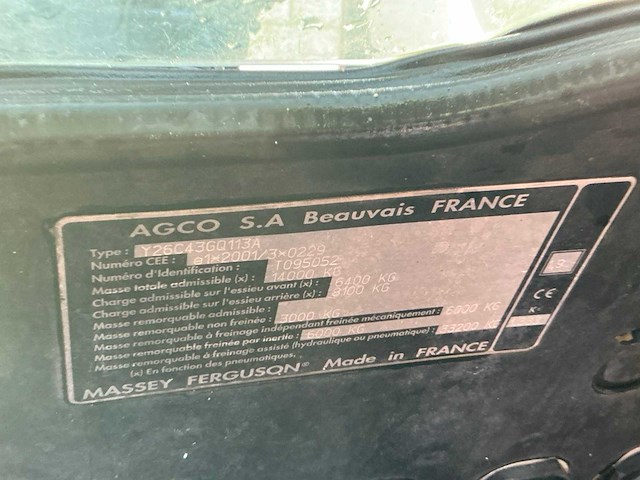 AGCO S.A Beauvais FRANCE
Type : Y26C43GQ113A
Numéro CEE : e1*2001/3*0229
Numéro d'Identification : T095052
Masse totale admissible (x) : 14000 KG
Charge admissible sur l'essieu avant (x) : 6400 KG
Charge admissible sur l'essieu arrière (x) : 9100 KG
Masse remorquable admissible :
Masse remorquable non freinée : 3000 KG
Masse remorquable à freinage indépendant freinée mécaniquement : 6000 KG
Masse remorquable freinée par inertie : 6000 KG
Masse remorquable à freinage assisté (hydraulique ou pneumatique) : KG
(x) En fonction des pneumatiques.
CE
MASSEY FERGUSON® Made in FRANCE